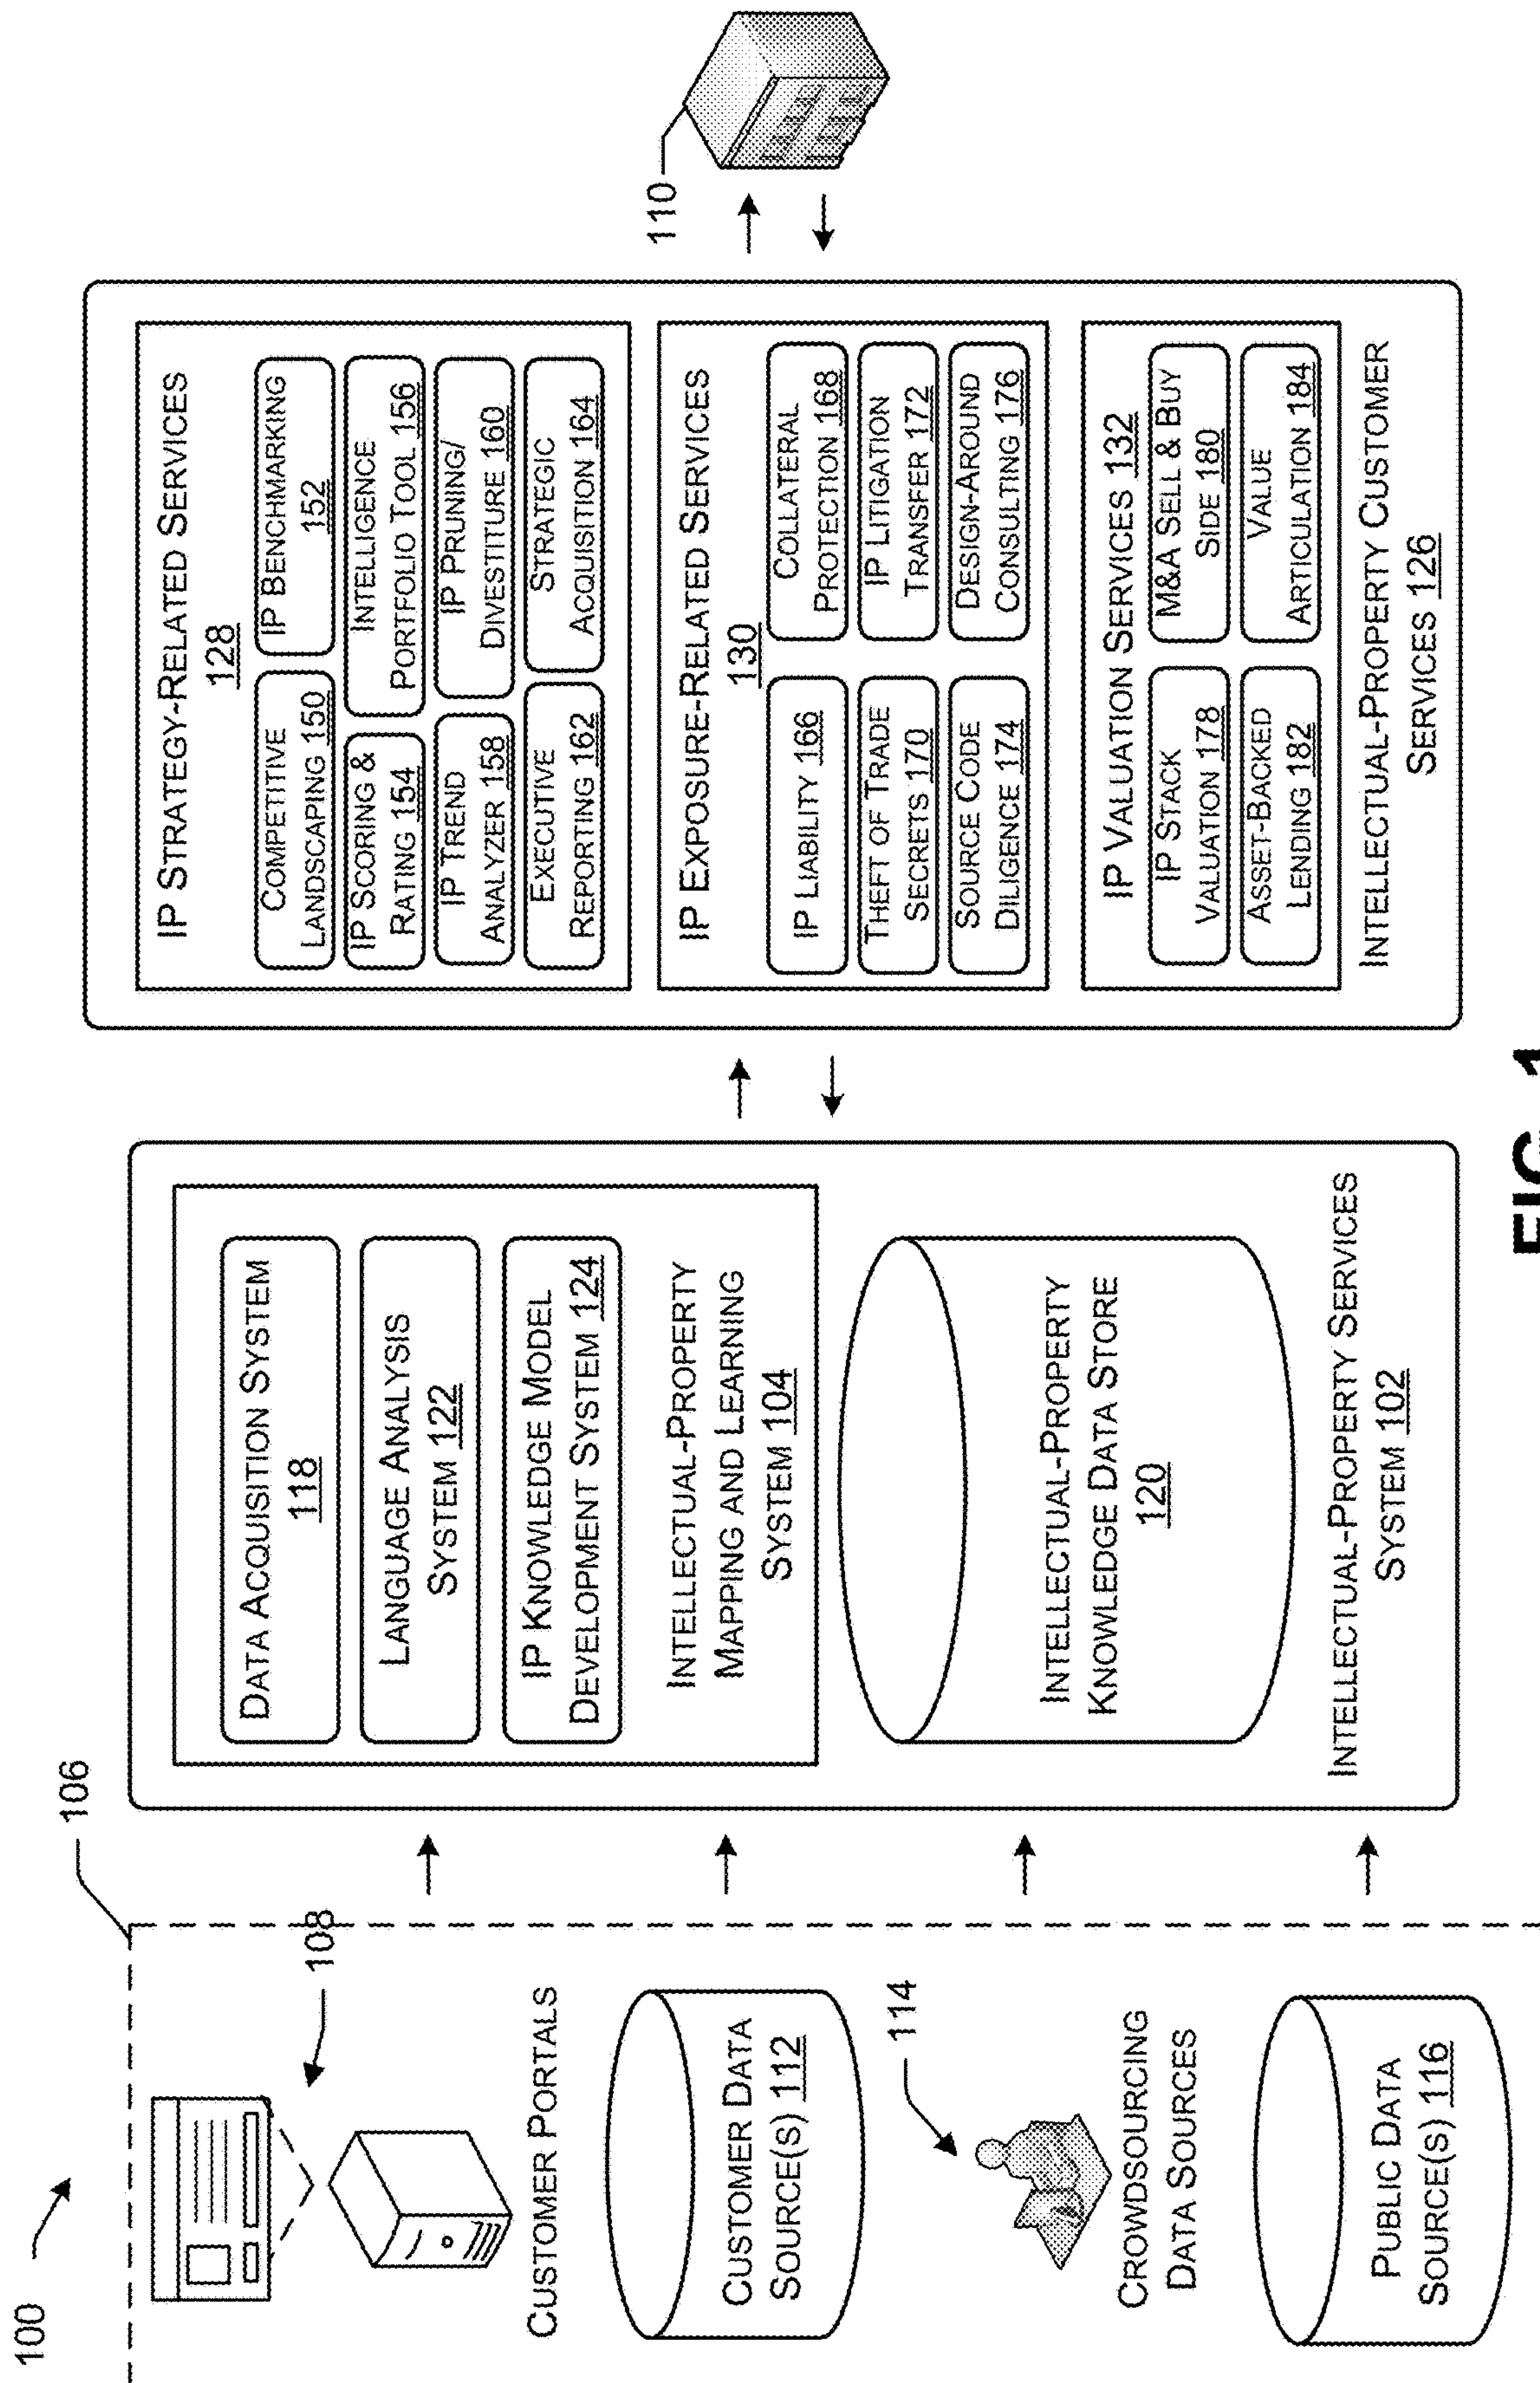 100
106
108
CUSTOMER PORTALS
CUSTOMER DATA
SOURCE(S) 112
114
CROWDSOURCING
DATA SOURCES
PUBLIC DATA
SOURCE(S) 116
DATA ACQUISITION SYSTEM
118
LANGUAGE ANALYSIS
SYSTEM 122
IP KNOWLEDGE MODEL
DEVELOPMENT SYSTEM 124
INTELLECTUAL-PROPERTY
MAPPING AND LEARNING
SYSTEM 104
INTELLECTUAL-PROPERTY
KNOWLEDGE DATA STORE
120
INTELLECTUAL-PROPERTY SERVICES
SYSTEM 102
IP STRATEGY-RELATED SERVICES
128
COMPETITIVE
LANDSCAPING 150
IP BENCHMARKING
152
IP SCORING &
RATING 154
INTELLIGENCE
PORTFOLIO TOOL 156
IP TREND
ANALYZER 158
IP PRUNING/
DIVESTITURE 160
EXECUTIVE
REPORTING 162
STRATEGIC
ACQUISITION 164
IP EXPOSURE-RELATED SERVICES
130
IP LIABILITY 166
COLLATERAL
PROTECTION 168
THEFT OF TRADE
SECRETS 170
IP LITIGATION
TRANSFER 172
SOURCE CODE
DILIGENCE 174
DESIGN-AROUND
CONSULTING 176
IP VALUATION SERVICES 132
IP STACK
VALUATION 178
M&A SELL & BUY
SIDE 180
ASSET-BACKED
LENDING 182
VALUE
ARTICULATION 184
INTELLECTUAL-PROPERTY CUSTOMER
SERVICES 126
110
FIG. 1